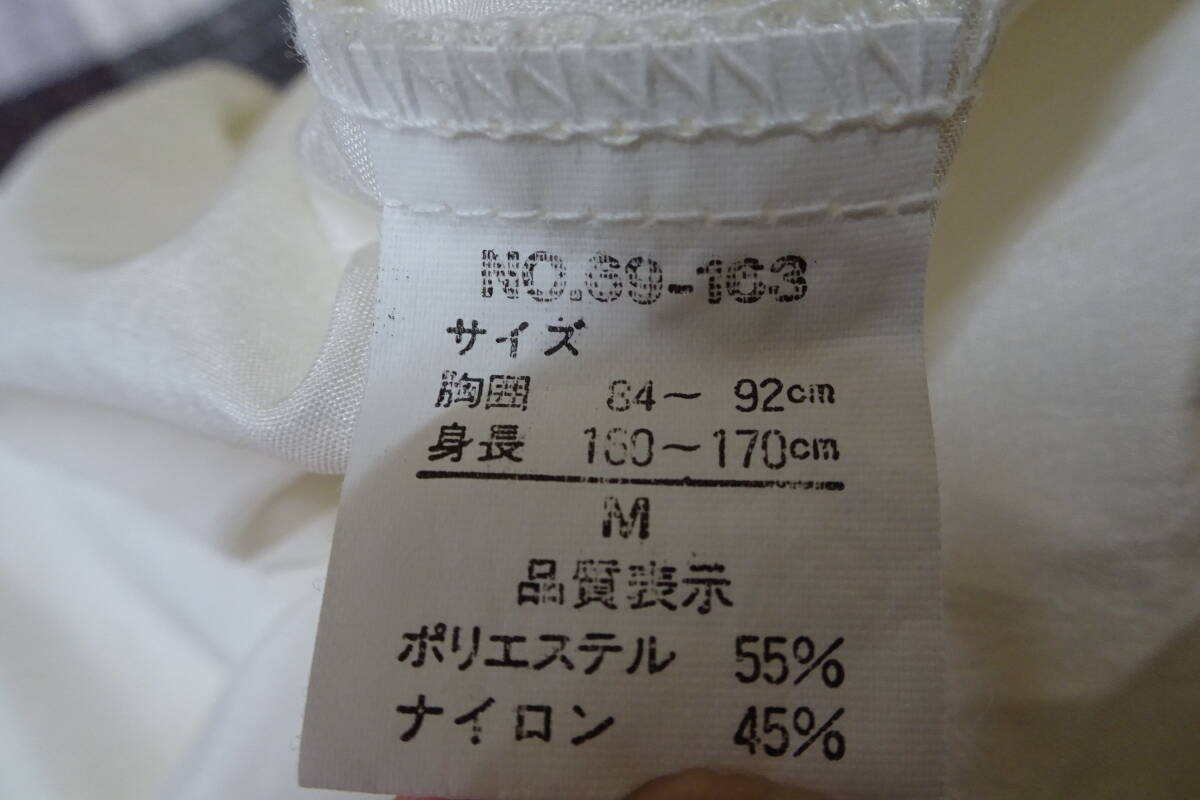 NO.69-163
サイズ
胸囲 84～ 92cm
身長 160～170cm
M
品質表示
ポリエステル 55%
ナイロン 45%